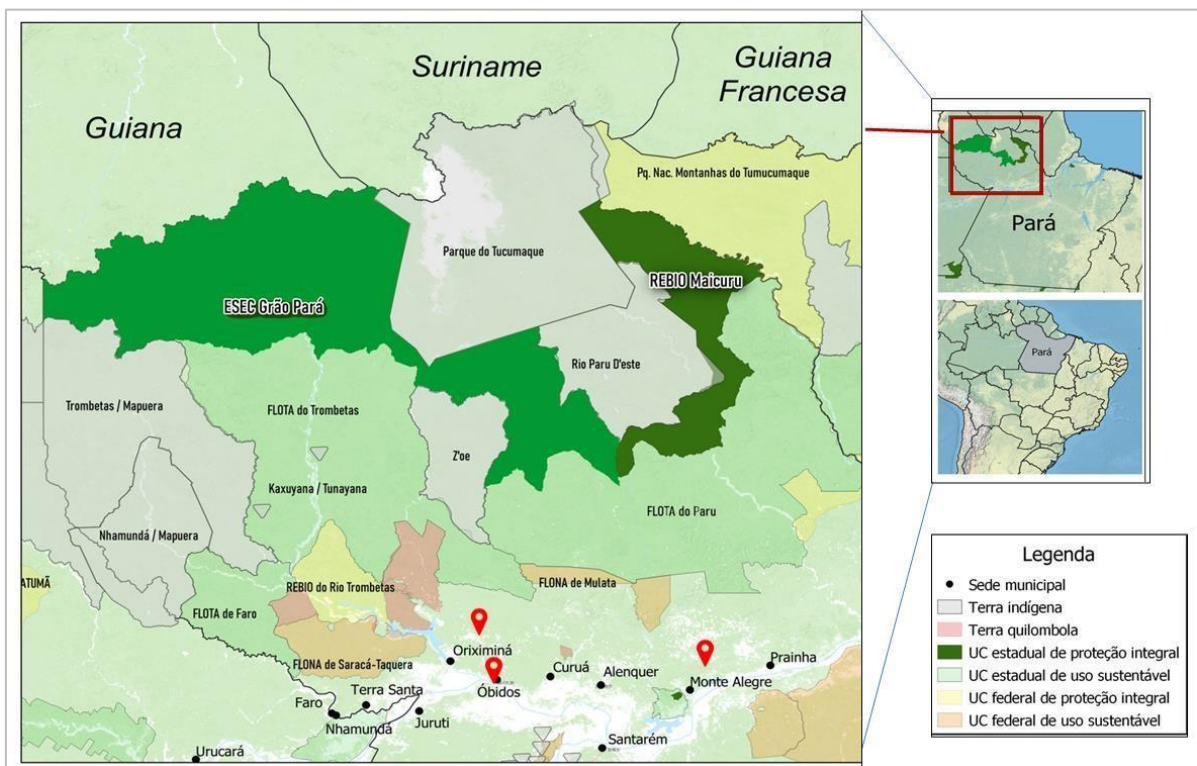 Suriname
Guiana
Francesa
Guiana
Pq. Nac. Montanhas do Tumucumaque
Parque do Tucumaque
REBIO Maicuru
ESEC Grão Pará
Rio Paru D'este
Trombetas / Mapuera
FLOTA do Trombetas
Z'oe
Kaxuyana / Tunayana
FLOTA do Paru
Nhamundá / Mapuera
ATUMÃ
REBIO do Rio Trombetas
FLONA de Mulata
FLOTA de Faro
Oriximiná
FLONA de Saracá-Taquera
Curuá
Alenquer
Prainha
Óbidos
Monte Alegre
Terra Santa
Faro
Nhamundá
Juruti
Santarém
Urucará
Pará
Pará
Legenda
Sede municipal
Terra indígena
Terra quilombola
UC estadual de proteção integral
UC estadual de uso sustentável
UC federal de proteção integral
UC federal de uso sustentável